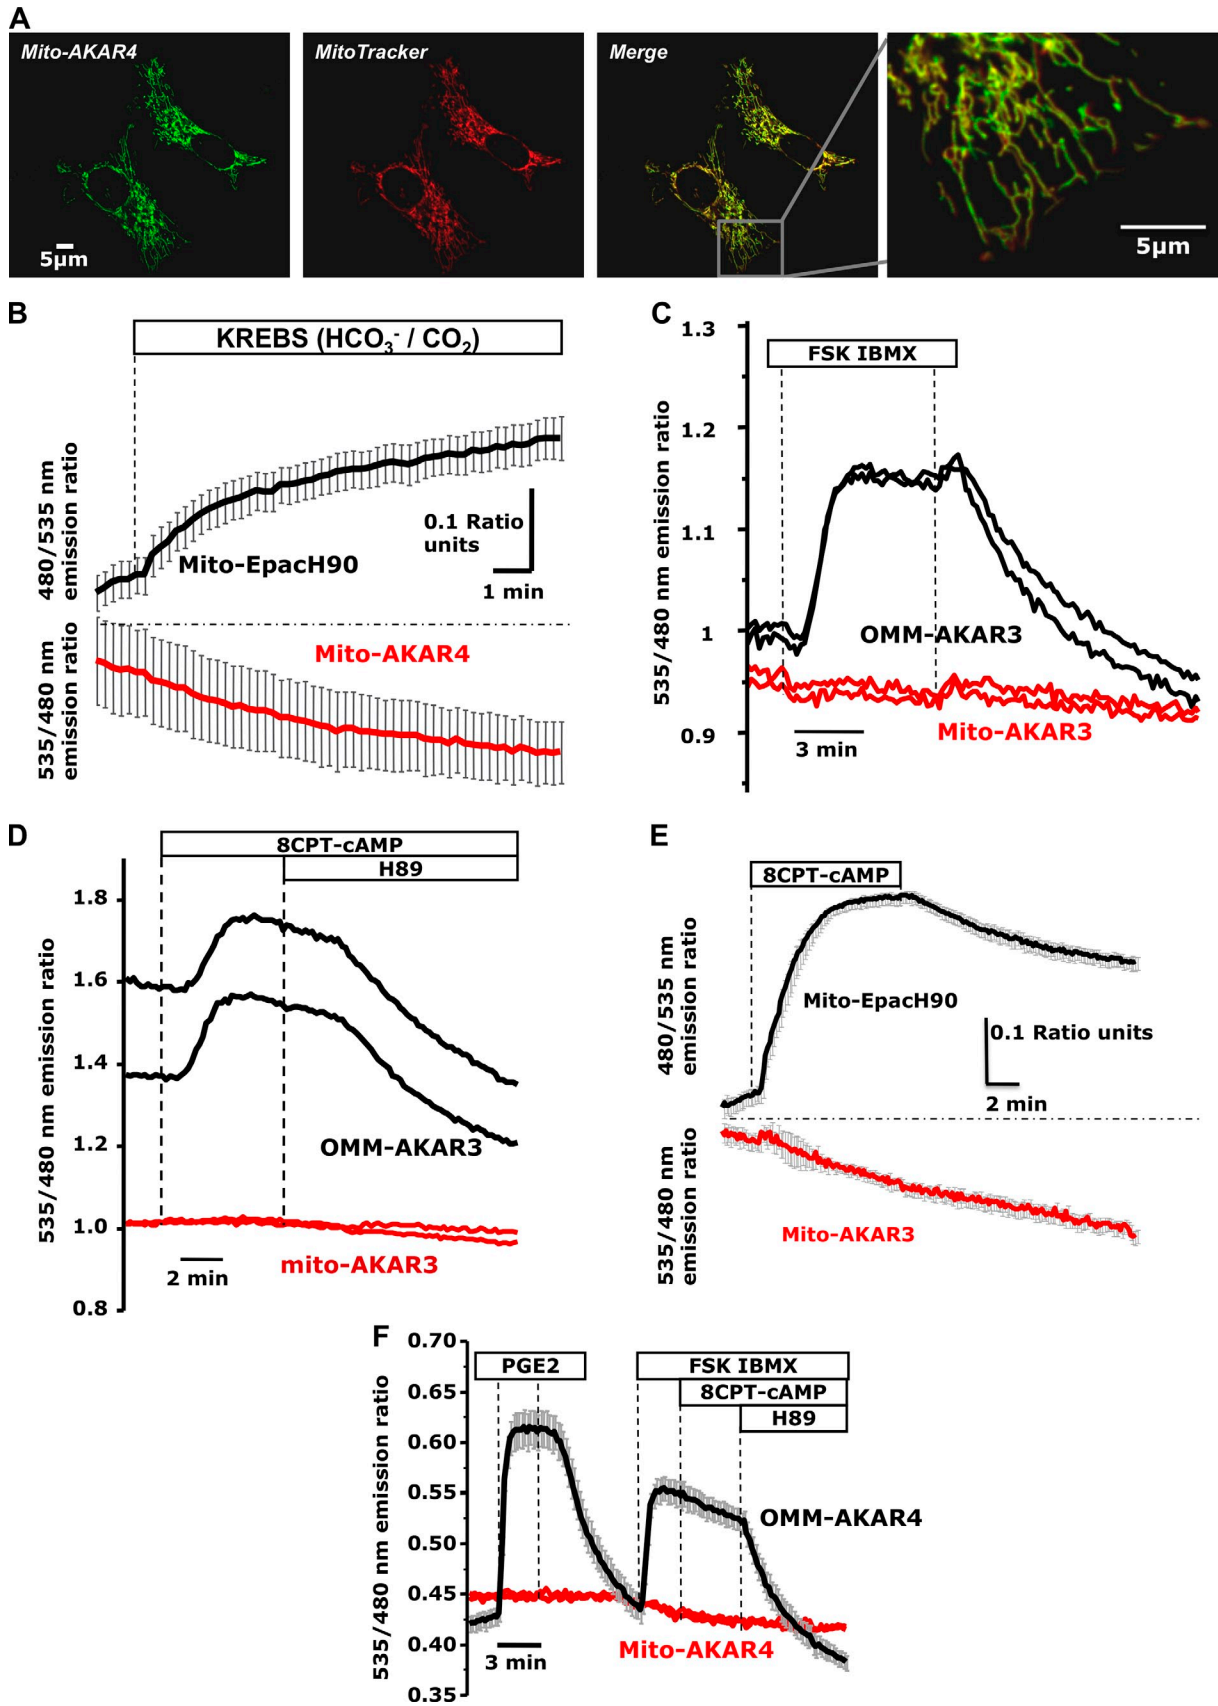 A
Mito-AKAR4
MitoTracker
Merge
5µm
5µm
B
KREBS (HCO3- / CO2)
480/535 nm
emission ratio
Mito-EpacH90
0.1 Ratio
units
1 min
535/480 nm
emission ratio
Mito-AKAR4
C
1.3
1.2
1.1
1
0.9
535/480 nm emission ratio
FSK IBMX
OMM-AKAR3
Mito-AKAR3
3 min
D
8CPT-cAMP
H89
1.8
1.6
1.4
1.2
1.0
0.8
535/480 nm emission ratio
OMM-AKAR3
mito-AKAR3
2 min
E
8CPT-cAMP
480/535 nm
emission ratio
Mito-EpacH90
0.1 Ratio units
2 min
535/480 nm
emission ratio
Mito-AKAR3
F
0.70
0.65
0.60
0.55
0.50
0.45
0.40
0.35
535/480 nm emission ratio
PGE2
FSK IBMX
8CPT-cAMP
H89
OMM-AKAR4
Mito-AKAR4
3 min